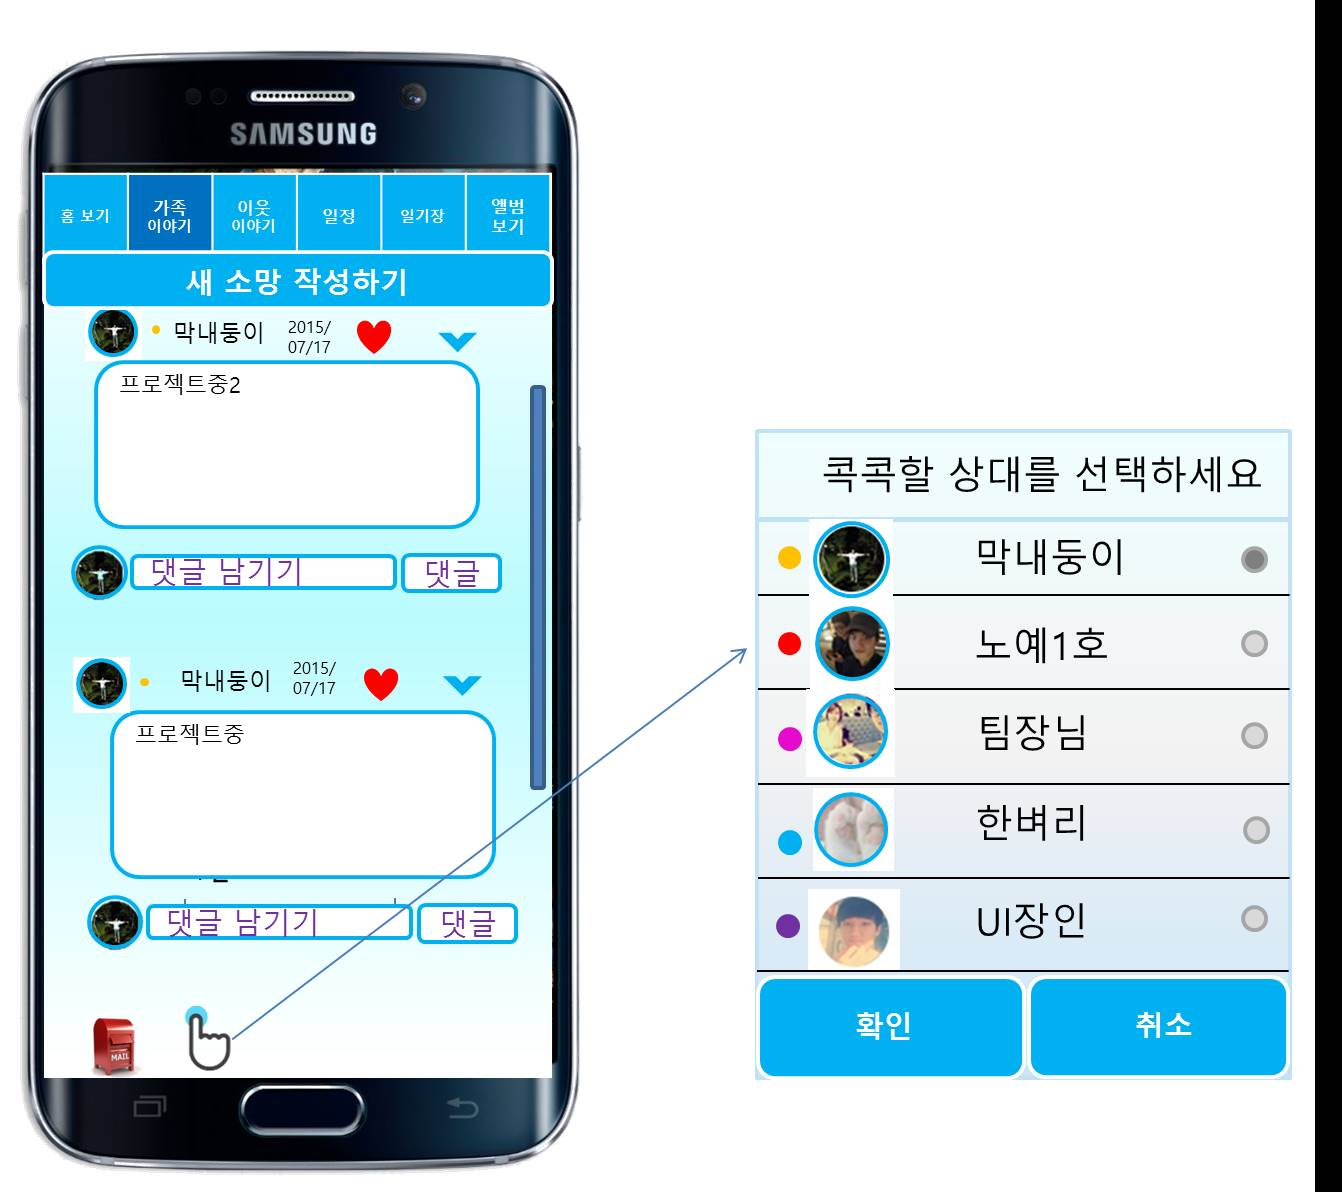 SAMSUNG
홈 보기
가족
이야기
이웃
이야기
일정
일기장
앨범
보기
새 소망 작성하기
막내둥이
2015/
07/17
프로젝트중2
댓글 남기기
댓글
막내둥이
2015/
07/17
프로젝트중
댓글 남기기
댓글
MAIL
콕콕할 상대를 선택하세요
막내둥이
노예1호
팀장님
한벼리
UI장인
확인
취소